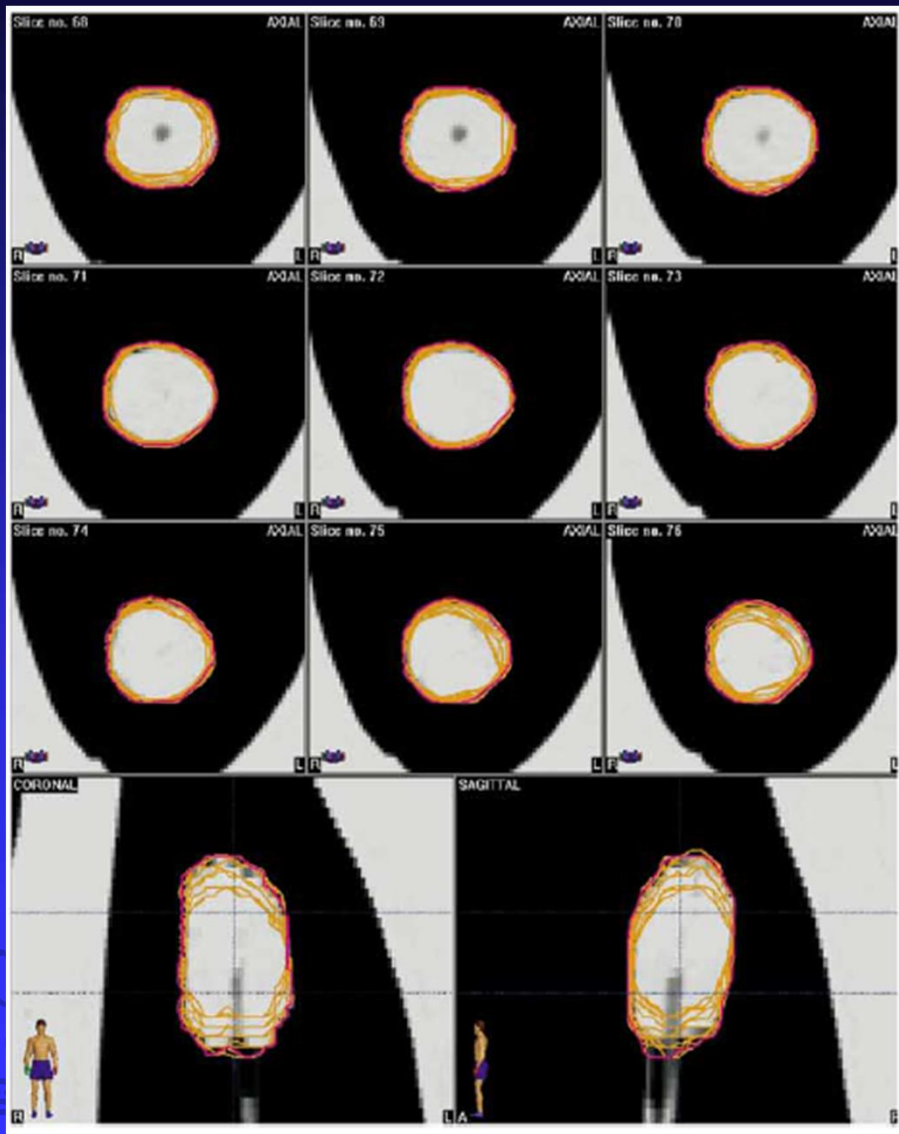 Slice no. 68 AXIAL
Slice no. 69 AXIAL
Slice no. 70 AXIAL
R L
R L
R L
Slice no. 71 AXIAL
Slice no. 72 AXIAL
Slice no. 73 AXIAL
R L
R L
R L
Slice no. 74 AXIAL
Slice no. 75 AXIAL
Slice no. 76 AXIAL
R L
R L
R L
CORONAL
SAGITTAL
R L
A P